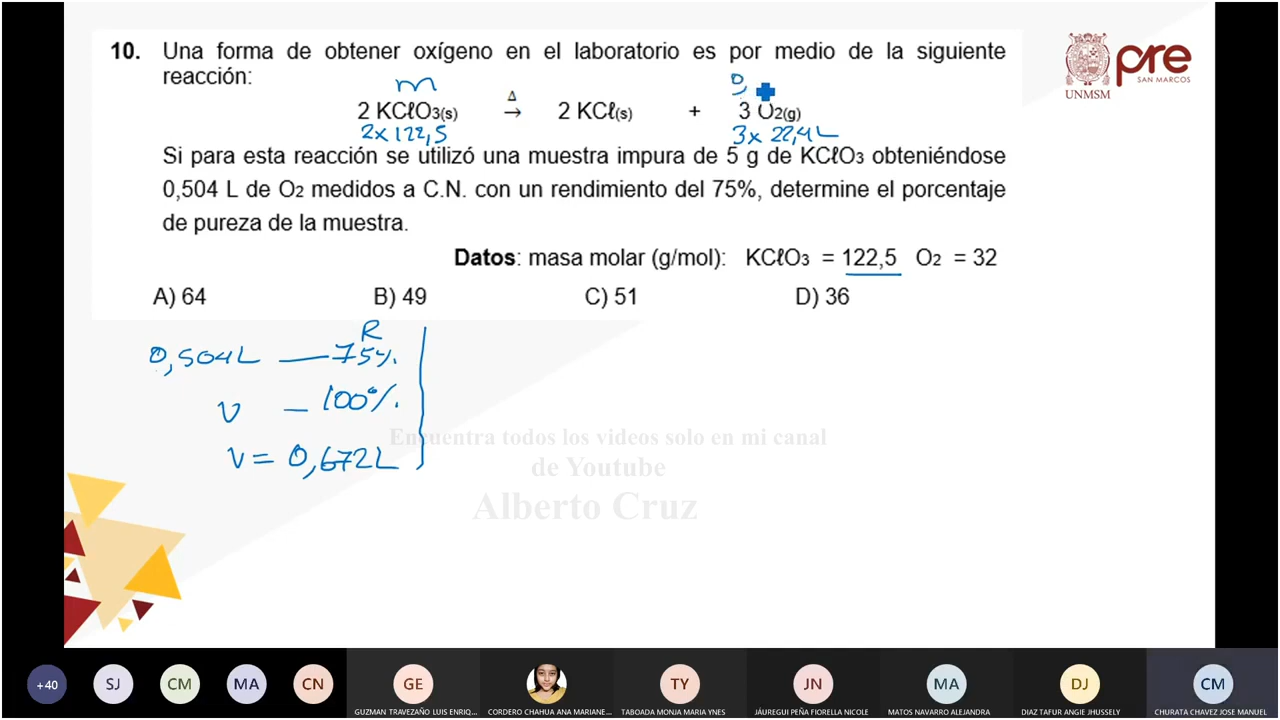 10. Una forma de obtener oxígeno en el laboratorio es por medio de la siguiente
reacción:
m
2 KCℓO3(s) Δ → 2 KCℓ(s) + 3 O2(g)
2 x 122,5 3 x 22,4 L
Si para esta reacción se utilizó una muestra impura de 5 g de KCℓO3 obteniéndose
0,504 L de O2 medidos a C.N. con un rendimiento del 75%, determine el porcentaje
de pureza de la muestra.
Datos: masa molar (g/mol): KCℓO3 = 122,5 O2 = 32
A) 64 B) 49 C) 51 D) 36
R
0,504L — 75%
V — 100%
V = 0,672L
UNMSM
pre
SAN MARCOS
Encuentra todos los videos solo en mi canal
de Youtube
Alberto Cruz
+40 SJ CM MA CN GE TY JN MA DJ CM
GUZMAN TRAVEZAÑO LUIS ENRIQ... CORDERO CHAHUA ANA MARIANE... TABOADA MONJA MARIA YNES JÁUREGUI PEÑA FIORELLA NICOLE MATOS NAVARRO ALEJANDRA DIAZ TAFUR ANGIE JHUSSELY CHURATA CHAVEZ JOSE MANUEL